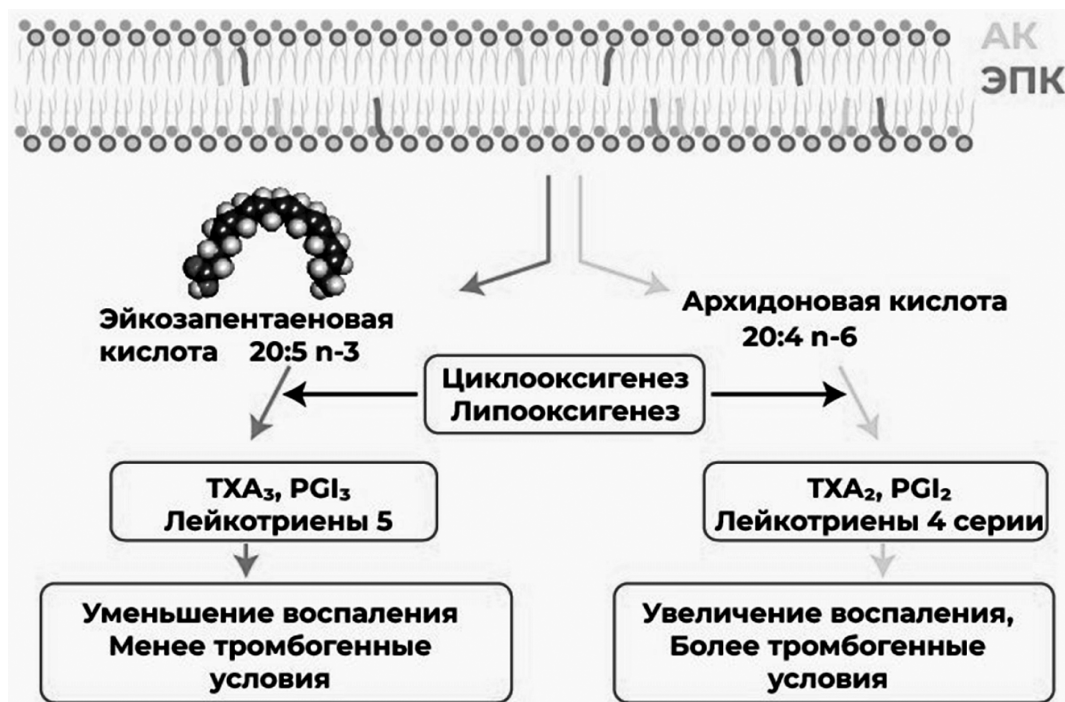 АК
ЭПК
Эйкозапентаеновая
кислота 20:5 n-3
Архидоновая кислота
20:4 n-6
Циклооксигенез
Липооксигенез
TXA₃, PGI₃
Лейкотриены 5
TXA₂, PGI₂
Лейкотриены 4 серии
Уменьшение воспаления
Менее тромбогенные
условия
Увеличение воспаления,
Более тромбогенные
условия